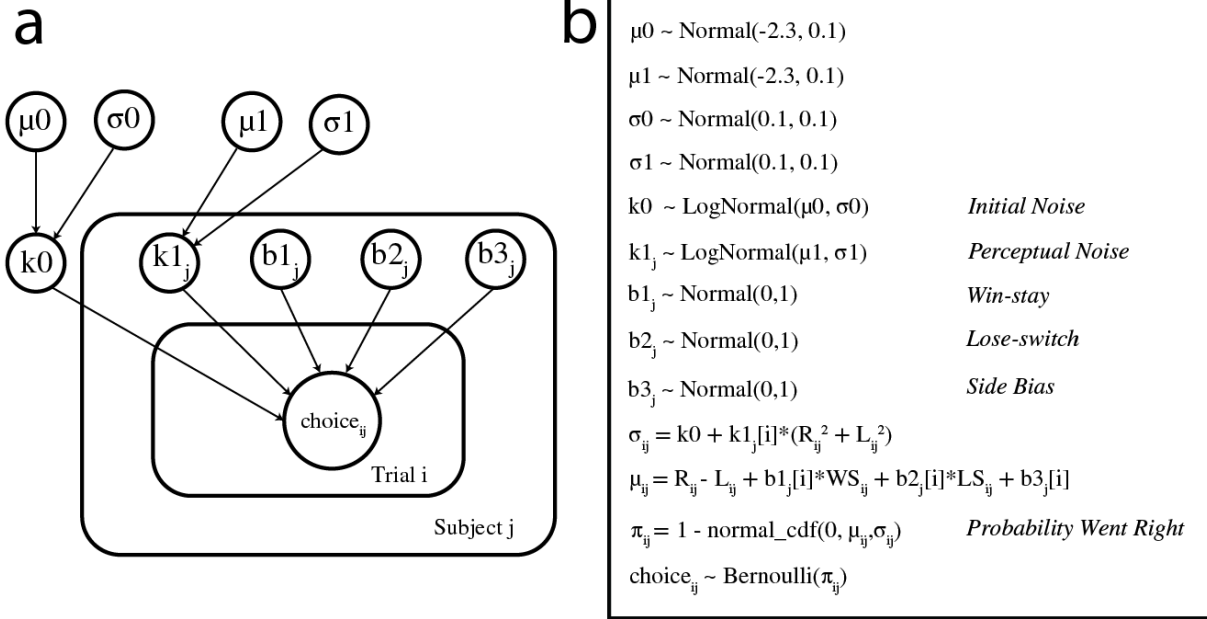 a
μ0 σ0 μ1 σ1
k0 k1j b1j b2j b3j
choiceij
Trial i
Subject j
b
μ0 ~ Normal(-2.3, 0.1)
μ1 ~ Normal(-2.3, 0.1)
σ0 ~ Normal(0.1, 0.1)
σ1 ~ Normal(0.1, 0.1)
k0 ~ LogNormal(μ0, σ0) Initial Noise
k1j ~ LogNormal(μ1, σ1) Perceptual Noise
b1j ~ Normal(0,1) Win-stay
b2j ~ Normal(0,1) Lose-switch
b3j ~ Normal(0,1) Side Bias
σij = k0 + k1j[i]*(Rij² + Lij²)
μij = Rij - Lij + b1j[i]*WSij + b2j[i]*LSij + b3j[i]
πij = 1 - normal_cdf(0, μij,σij) Probability Went Right
choiceij ~ Bernoulli(πij)